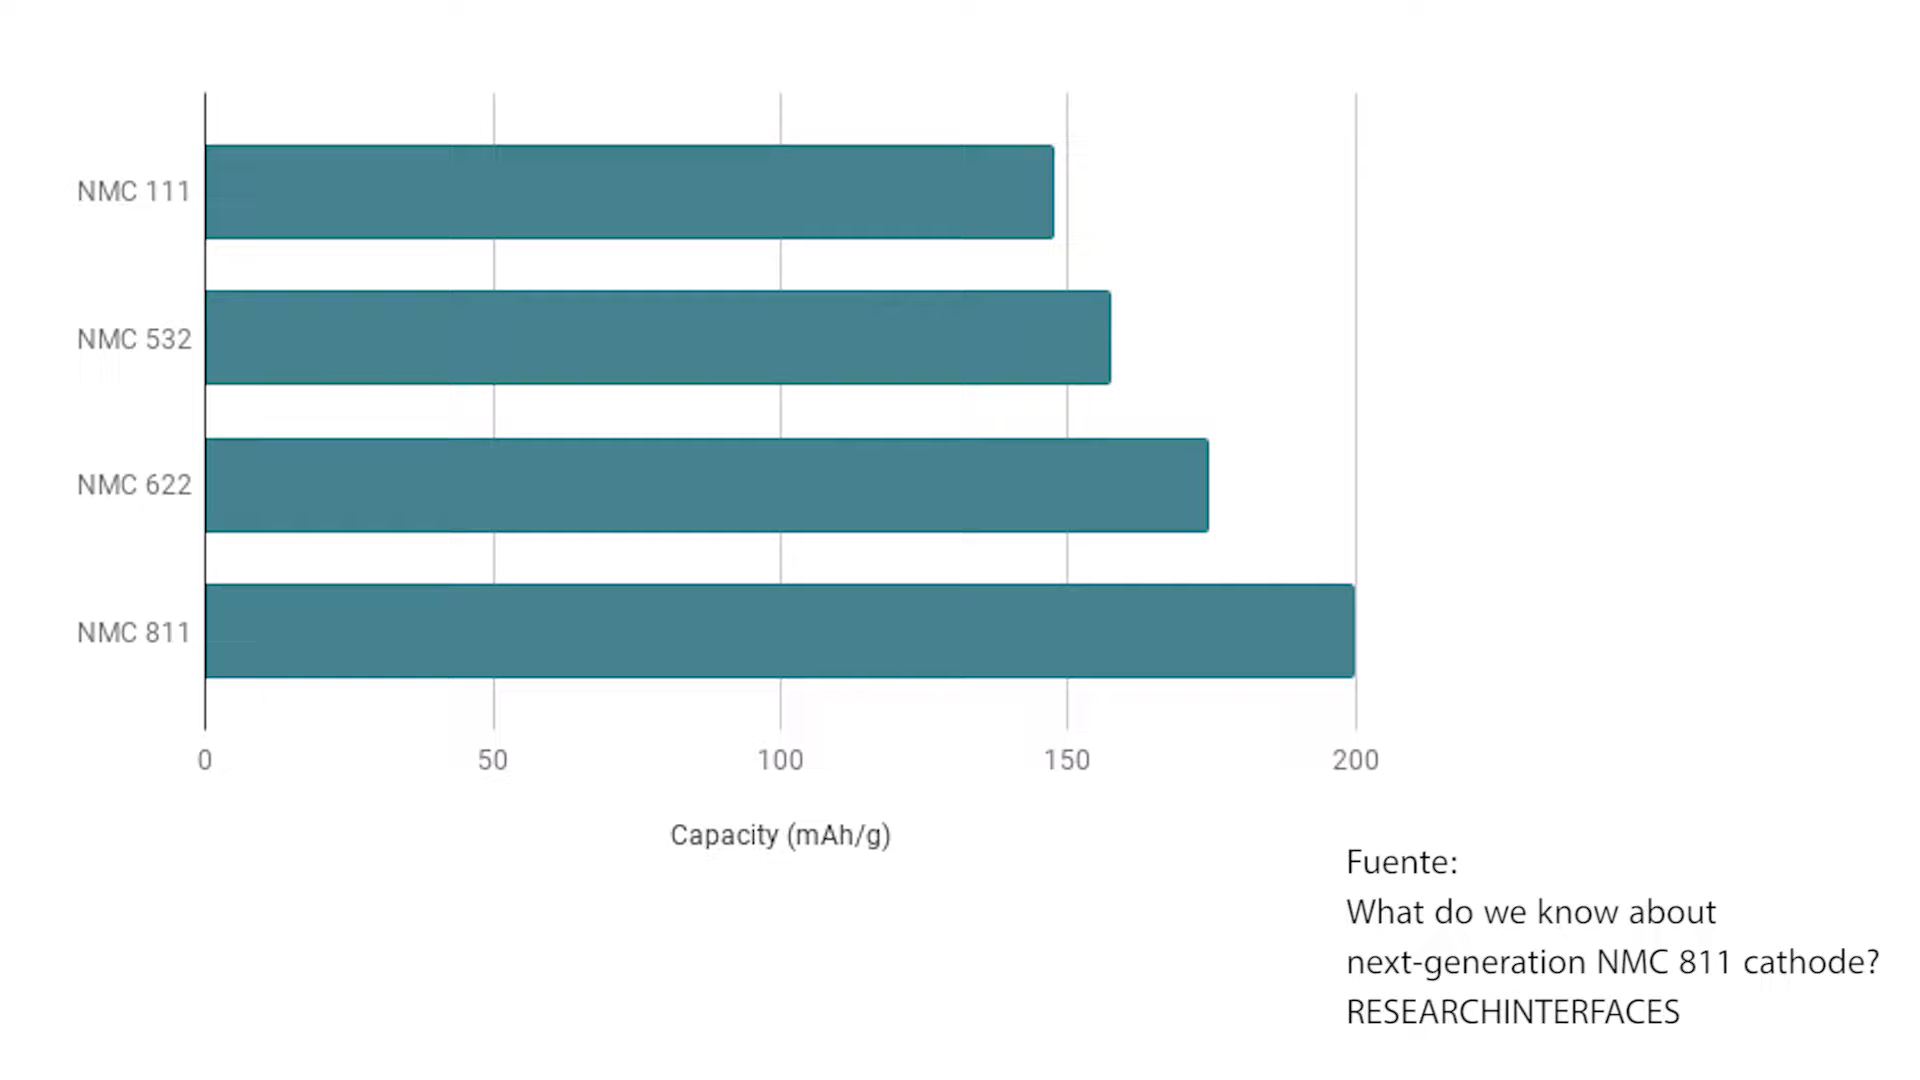 NMC 111
NMC 532
NMC 622
NMC 811
0 50 100 150 200
Capacity (mAh/g)
Fuente:
What do we know about
next-generation NMC 811 cathode?
RESEARCHINTERFACES